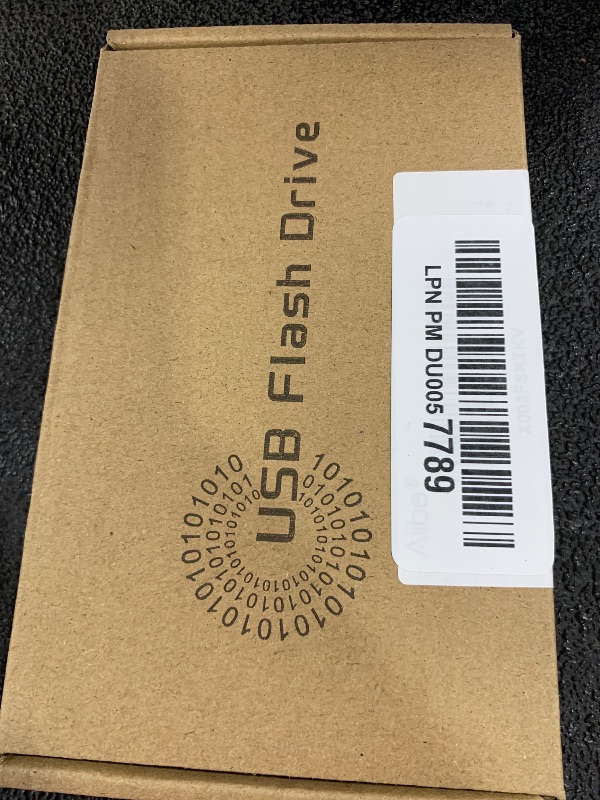 USB Flash Drive
LPN PM DU0057789